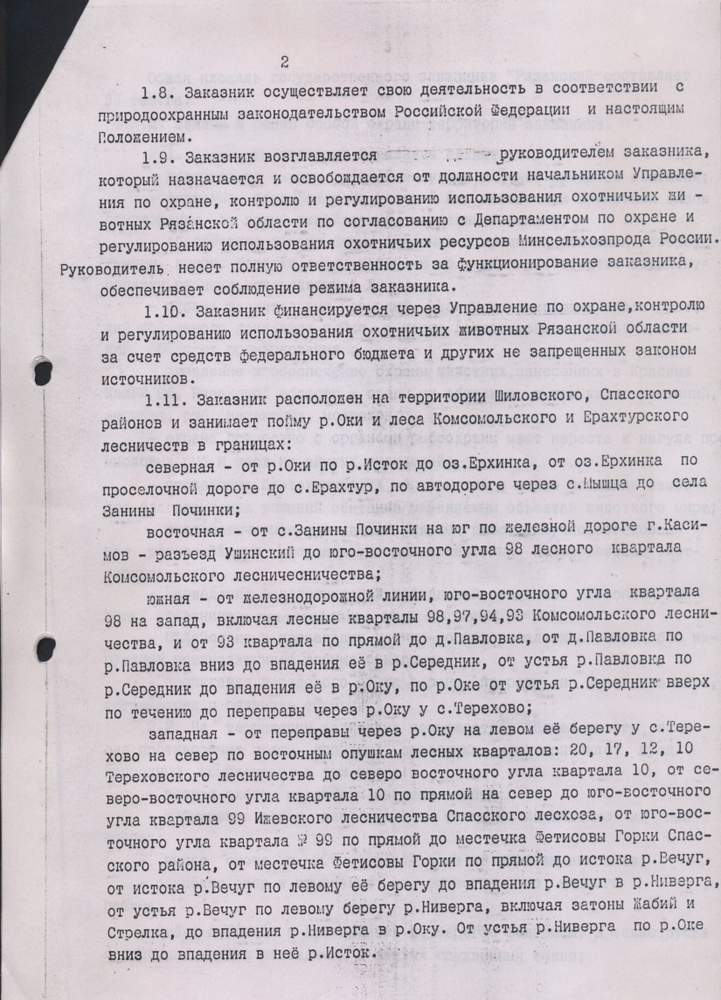 2
1.8. Заказник осуществляет свою деятельность в соответствии с
природоохранным законодательством Российской Федерации и настоящим
Положением.
1.9. Заказник возглавляется руководителем заказника,
который назначается и освобождается от должности начальником Управле-
ния по охране, контролю и регулированию использования охотничьих жи -
вотных Рязанской области по согласованию с Департаментом по охране и
регулированию использования охотничьих ресурсов Минсельхозпрода России.
Руководитель несет полную ответственность за функционирование заказника,
обеспечивает соблюдение режима заказника.
1.10. Заказник финансируется через Управление по охране,контролю
и регулированию использования охотничьих животных Рязанской области
за счет средств федерального бюджета и других не запрещенных законом
источников.
1.11. Заказник расположен на территории Шиловского, Спасского
районов и занимает пойму р.Оки и леса Комсомольского и Ерахтурского
лесничеств в границах:
северная - от р.Оки по р.Исток до оз.Ерхинка, от оз.Ерхинка по
проселочной дороге до с.Ерахтур, по автодороге через с.Мышца до села
Занины Починки;
восточная - от с.Занины Починки на юг по железной дороге г.Каси-
мов - разъезд Ушинский до юго-восточного угла 98 лесного квартала
Комсомольского лесничесничества;
южная - от железнодорожной линии, юго-восточного угла квартала
98 на запад, включая лесные кварталы 98,97,94,93 Комсомольского лесни-
чества, и от 93 квартала по прямой до д.Павловка, от д.Павловка по
р.Павловка вниз до впадения её в р.Середник, от устья р.Павловка по
р.Середник до впадения её в р.Оку, по р.Оке от устья р.Середник вверх
по течению до переправы через р.Оку у с.Терехово;
западная - от переправы через р.Оку на левом её берегу у с.Тере-
хово на север по восточным опушкам лесных кварталов: 20, 17, 12, 10
Тереховского лесничества до северо восточного угла квартала 10, от се-
веро-восточного угла квартала 10 по прямой на север до юго-восточного
угла квартала 99 Ижевского лесничества Спасского лесхоза, от юго-вос-
точного угла квартала № 99 по прямой до местечка Фетисовы Горки Спас-
ского района, от местечка Фетисовы Горки по прямой до истока р.Вечуг,
от истока р.Вечуг по левому её берегу до впадения р.Вечуг в р.Ниверга,
от устья р.Вечуг по левому берегу р.Ниверга, включая затоны Жабий и
Стрелка, до впадения р.Ниверга в р.Оку. От устья р.Ниверга по р.Оке
вниз до впадения в неё р.Исток.